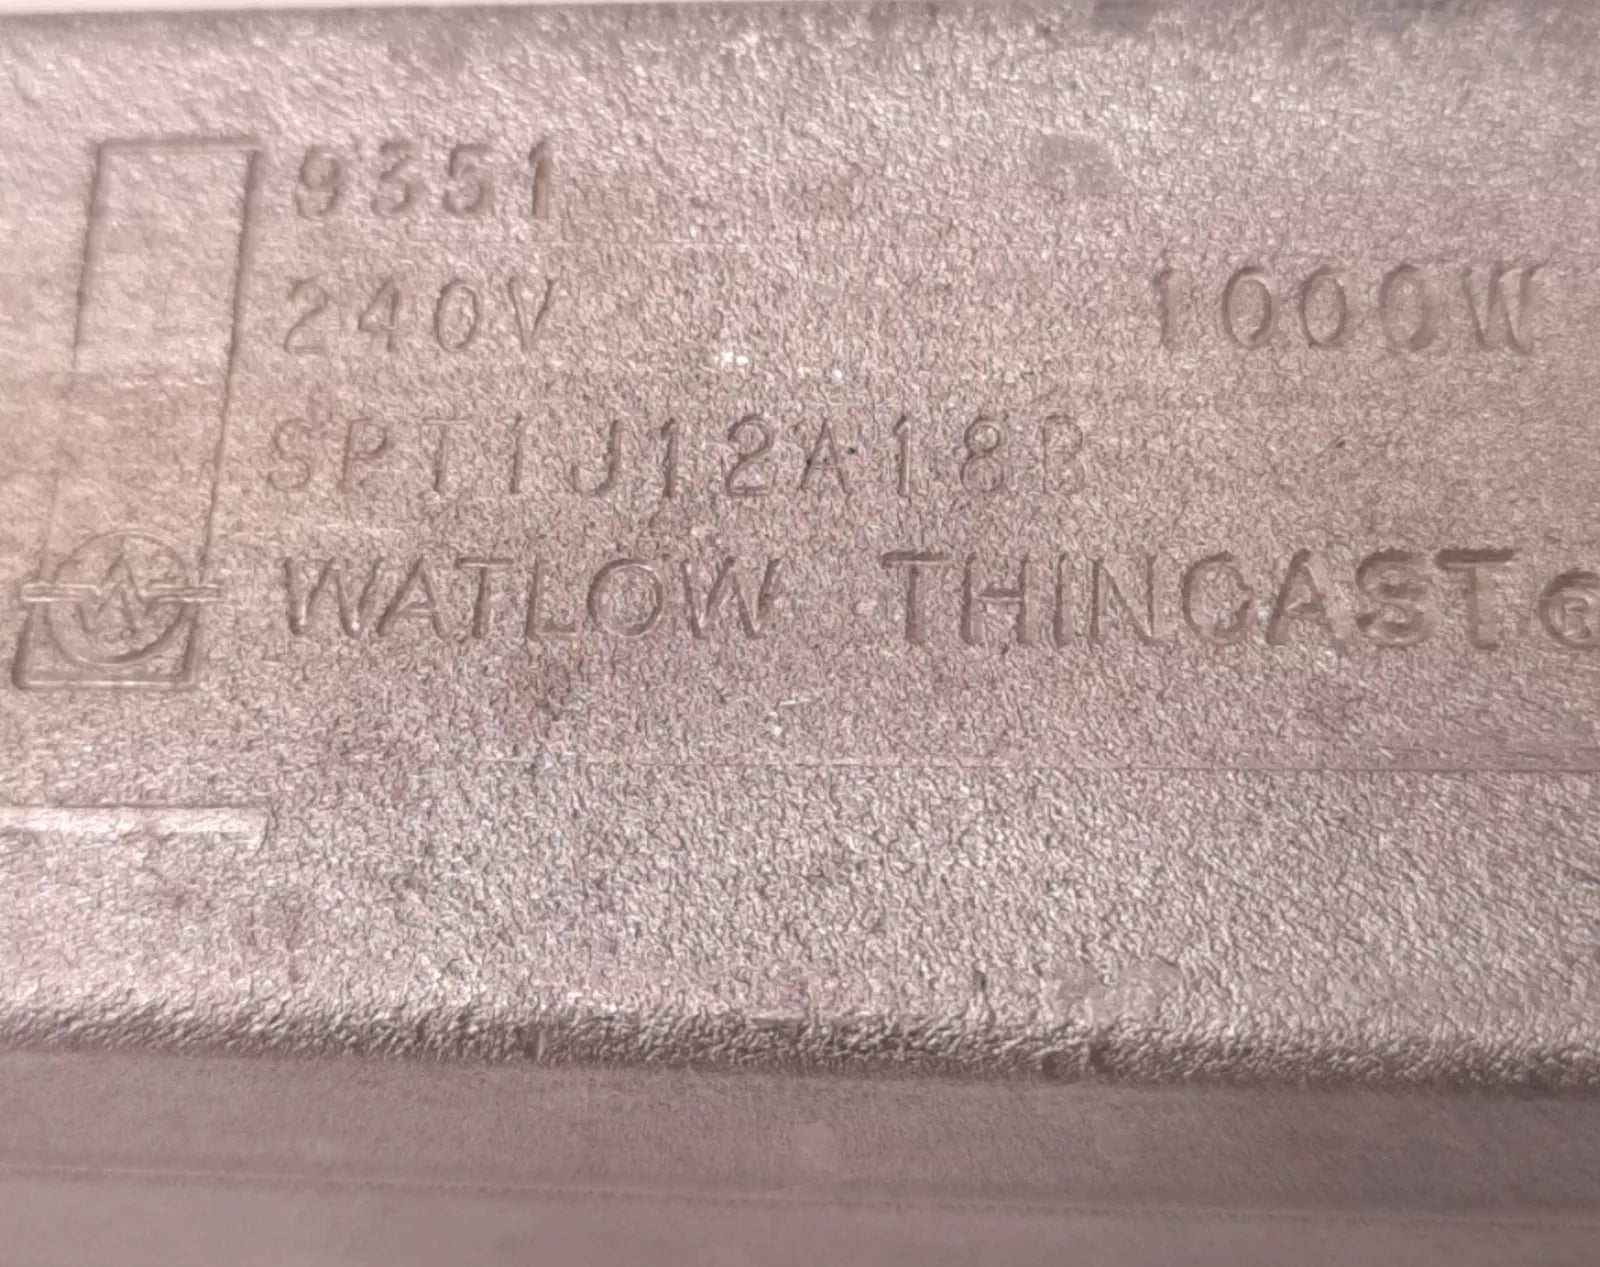 9351
240V 1000W
SPT1J12A18B
WATLOW THINCAST®